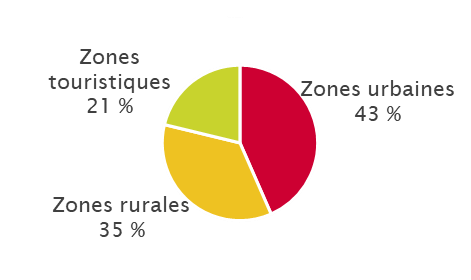 Zones
touristiques
21 %
Zones urbaines
43 %
Zones rurales
35 %